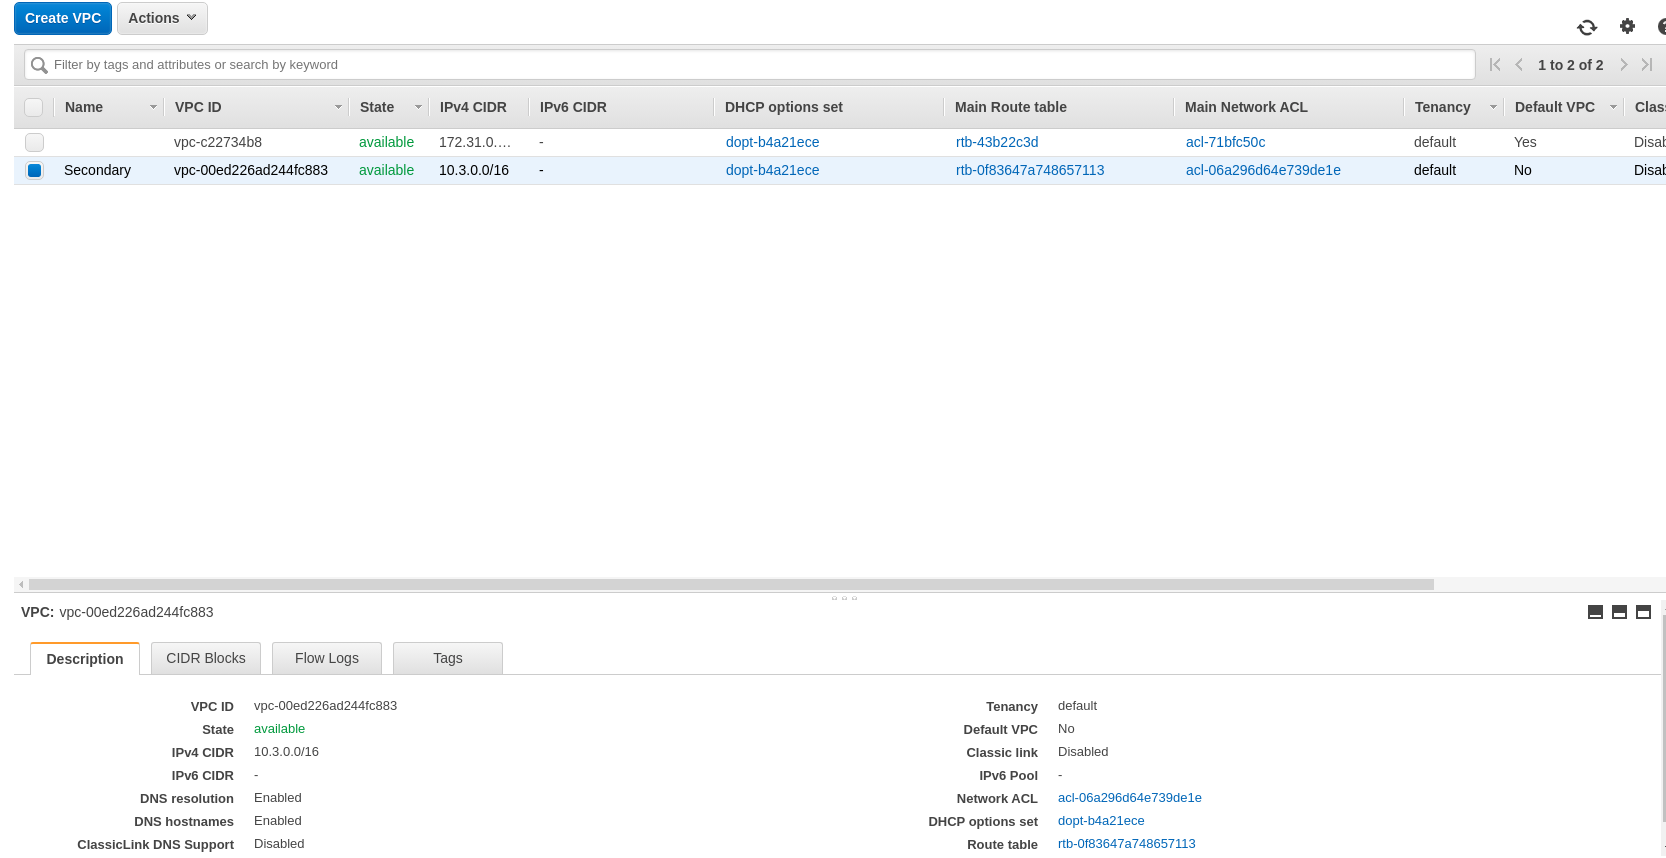 Create VPC Actions
Filter by tags and attributes or search by keyword 1 to 2 of 2
Name VPC ID State IPv4 CIDR IPv6 CIDR DHCP options set Main Route table Main Network ACL Tenancy Default VPC Clas
vpc-c22734b8 available 172.31.0.… - dopt-b4a21ece rtb-43b22c3d acl-71bfc50c default Yes Disab
Secondary vpc-00ed226ad244fc883 available 10.3.0.0/16 - dopt-b4a21ece rtb-0f83647a748657113 acl-06a296d64e739de1e default No Disab
VPC: vpc-00ed226ad244fc883
Description CIDR Blocks Flow Logs Tags
VPC ID vpc-00ed226ad244fc883 Tenancy default
State available Default VPC No
IPv4 CIDR 10.3.0.0/16 Classic link Disabled
IPv6 CIDR - IPv6 Pool -
DNS resolution Enabled Network ACL acl-06a296d64e739de1e
DNS hostnames Enabled DHCP options set dopt-b4a21ece
ClassicLink DNS Support Disabled Route table rtb-0f83647a748657113